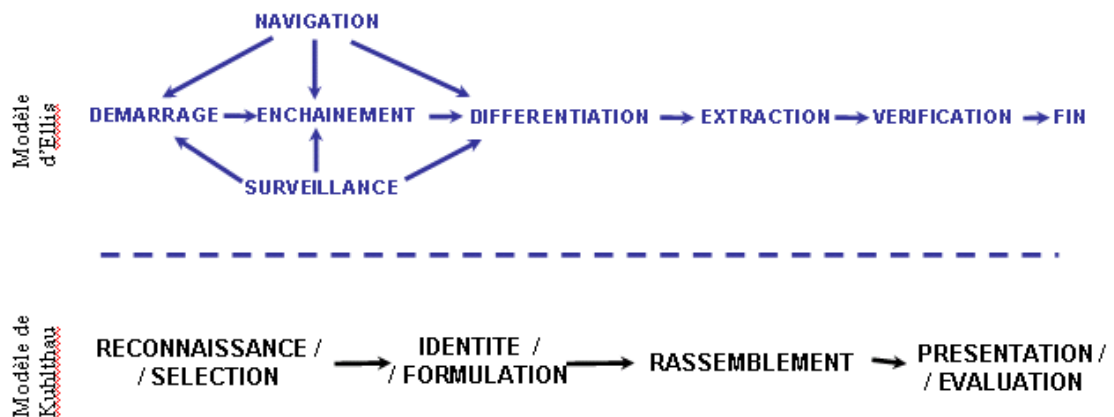 NAVIGATION
Modèle
d'Ellis
DEMARRAGE ENCHAINEMENT DIFFERENTIATION EXTRACTION VERIFICATION FIN
SURVEILLANCE
Modèle de
Kuhlthau
RECONNAISSANCE / IDENTITE / RASSEMBLEMENT PRESENTATION /
/ SELECTION / FORMULATION / EVALUATION